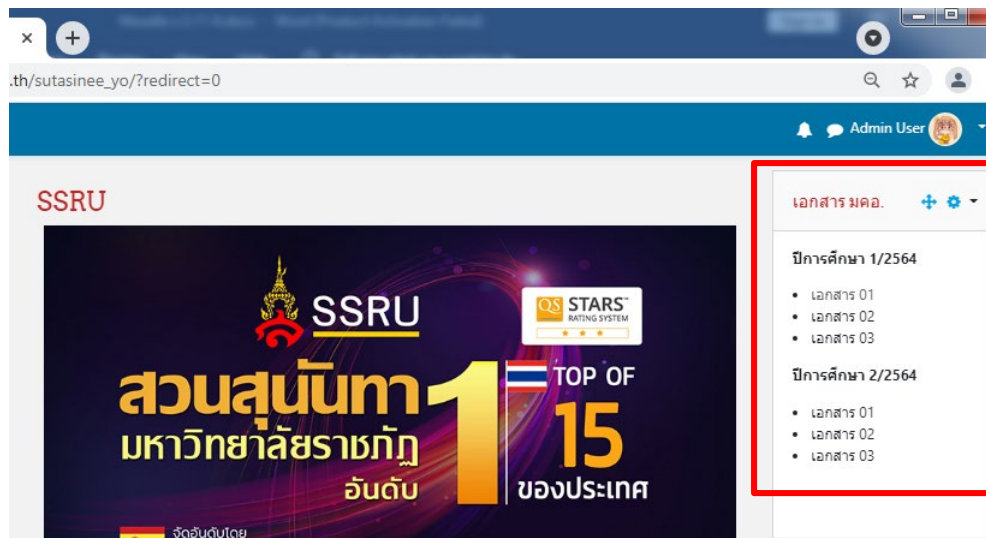 .th/sutasinee_yo/?redirect=0
Admin User
SSRU
เอกสาร มคอ.
ปีการศึกษา 1/2564
• เอกสาร 01
• เอกสาร 02
• เอกสาร 03
ปีการศึกษา 2/2564
• เอกสาร 01
• เอกสาร 02
• เอกสาร 03
SSRU
QS STARS™
RATING SYSTEM
สวนสุนันทา
มหาวิทยาลัยราชภัฏ
อันดับ
1
TOP OF
15
ของประเทศ
จัดอันดับโดย